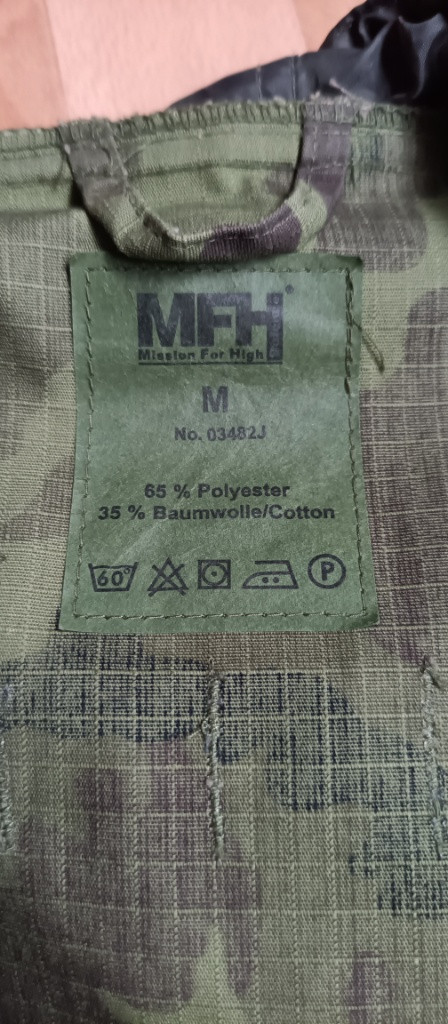 MFH®
Mission For High
M
No. 03482J
65 % Polyester
35 % Baumwolle/Cotton
60° P